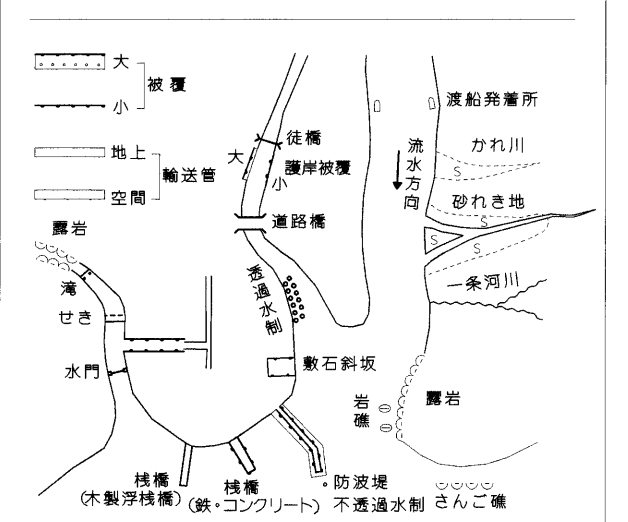 大
被覆
小
地上
輸送管
空間
渡船発着所
かれ川
S
流水方向
徒橋
大
護岸被覆
小
砂れき地
S
S
S
道路橋
露岩
滝
せき
水門
透過水制
一条河川
敷石斜坂
岩礁
露岩
桟橋
(木製浮桟橋)
桟橋
(鉄・コンクリート)
防波堤
不透過水制
さんご礁